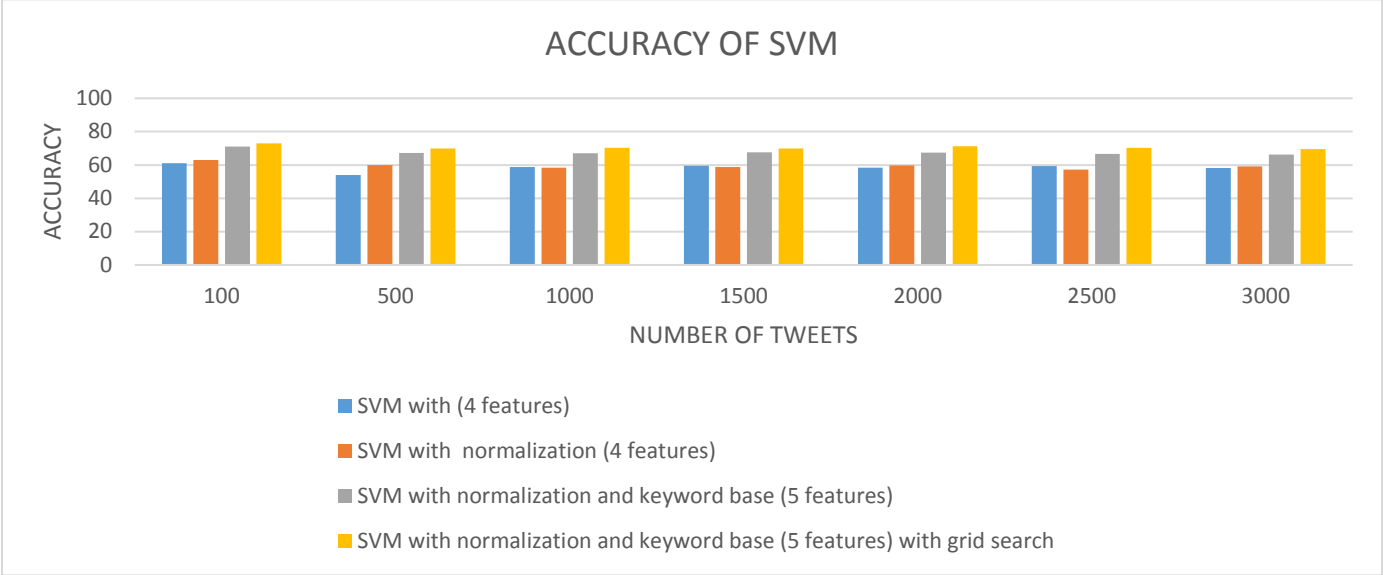 ACCURACY OF SVM
100
80
60
40
20
0
ACCURACY
100 500 1000 1500 2000 2500 3000
NUMBER OF TWEETS
SVM with (4 features)
SVM with  normalization (4 features)
SVM with normalization and keyword base (5 features)
SVM with normalization and keyword base (5 features) with grid search